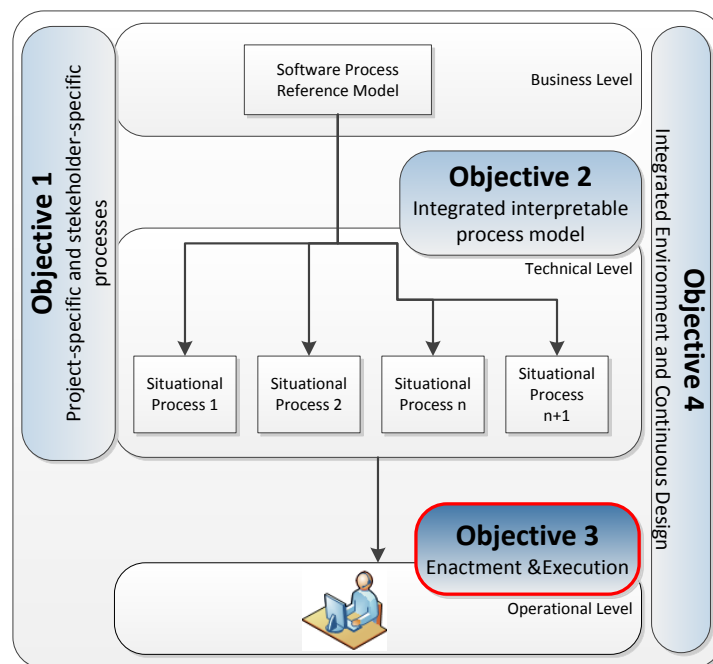 Objective 1
Project-specific and stekeholder-specific
processes
Software Process
Reference Model
Business Level
Objective 2
Integrated interpretable
process model
Technical Level
Situational
Process 1
Situational
Process 2
Situational
Process n
Situational
Process
n+1
Objective 3
Enactment &Execution
Operational Level
Objective 4
Integrated Environment and Continuous Design